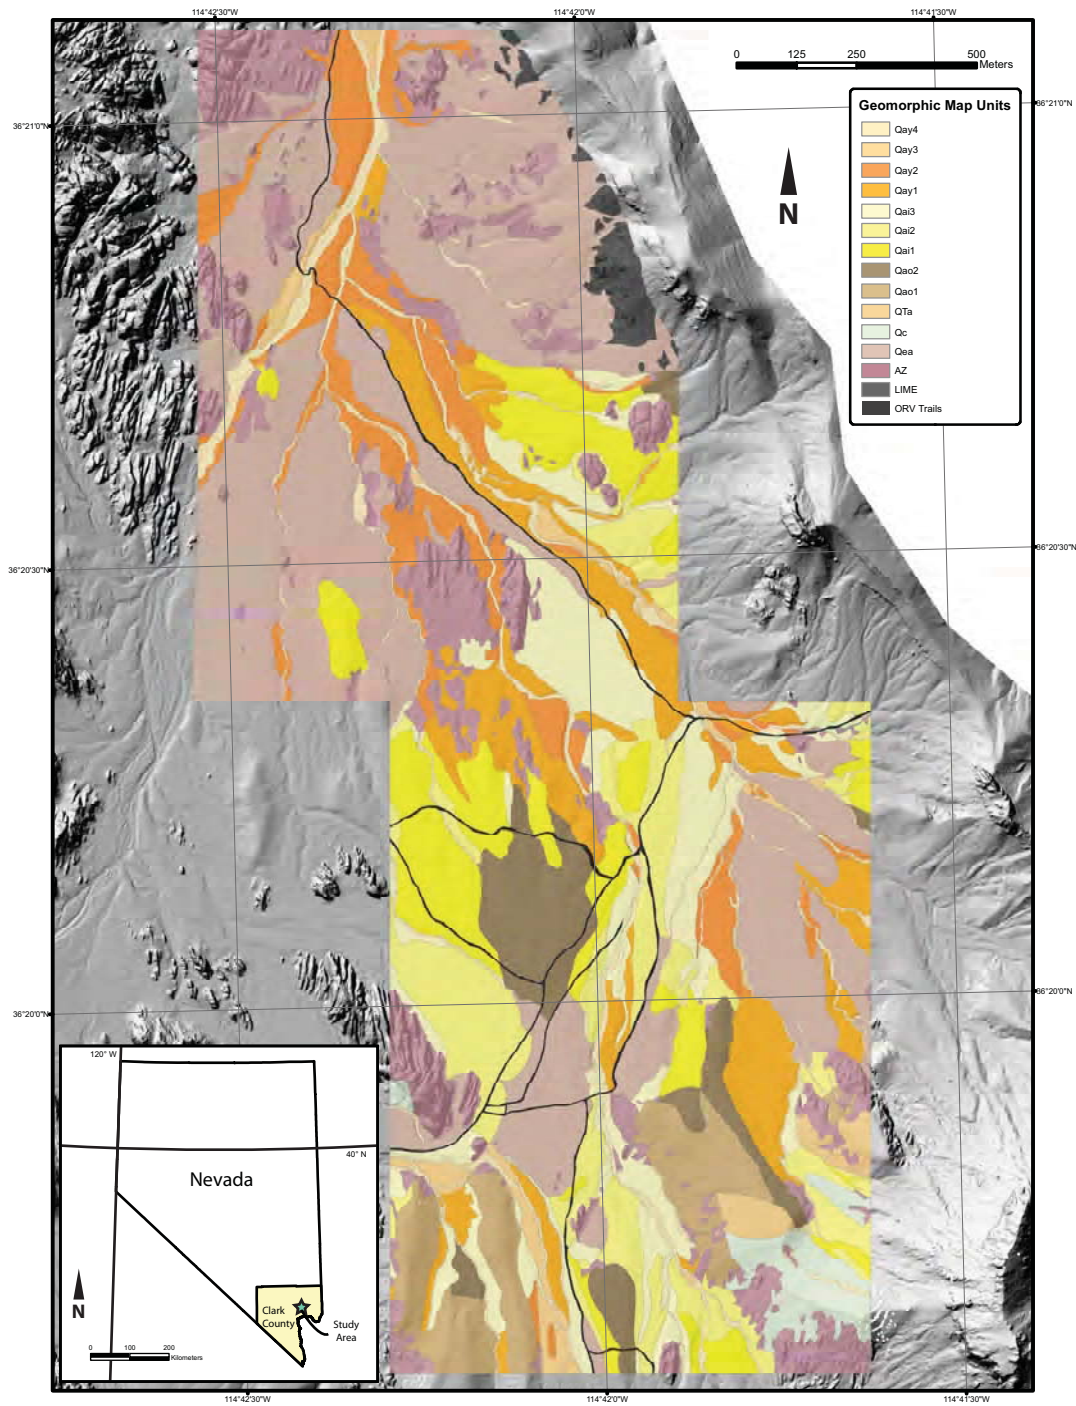 114°42'30"W
114°42'0"W
114°41'30"W
0 125 250 500
Meters
36°21'0"N
36°21'0"N
Geomorphic Map Units
Qay4
Qay3
Qay2
Qay1
Qai3
Qai2
Qai1
Qao2
Qao1
QTa
Qc
Qea
AZ
LIME
ORV Trails
N
36°20'30"N
36°20'30"N
36°20'0"N
36°20'0"N
120° W
40° N
Nevada
N
Clark
County
Study
Area
0 100 200
Kilometers
114°42'30"W
114°42'0"W
114°41'30"W